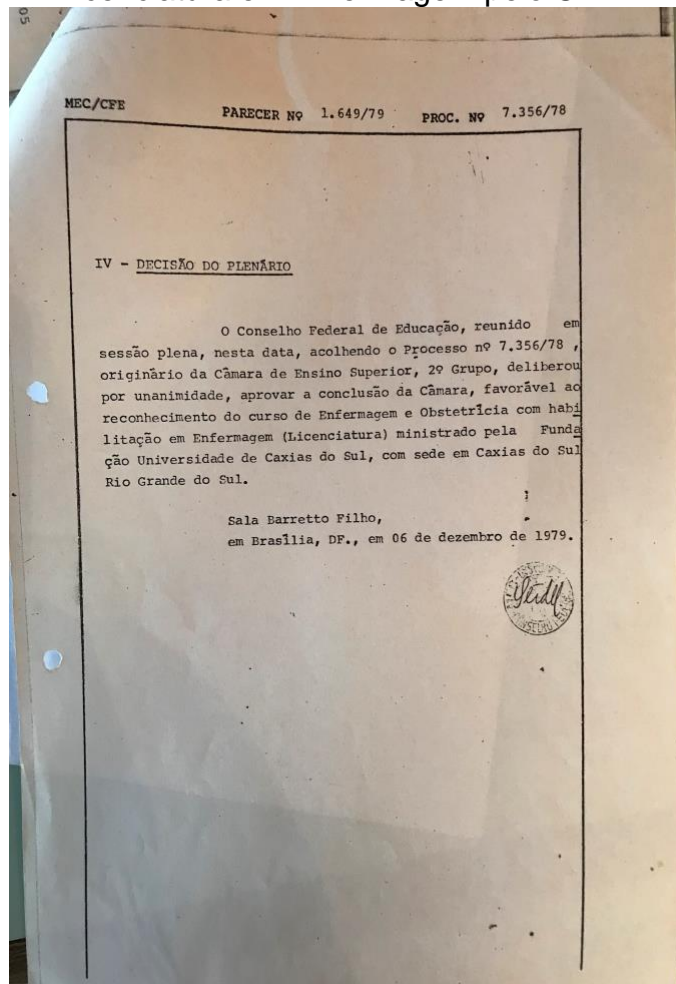 MEC/CFE PARECER Nº 1.649/79 PROC. Nº 7.356/78
IV - DECISÃO DO PLENÁRIO
O Conselho Federal de Educação, reunido em
sessão plena, nesta data, acolhendo o Processo nº 7.356/78 ,
originário da Câmara de Ensino Superior, 2º Grupo, deliberou
por unanimidade, aprovar a conclusão da Câmara, favorável ao
reconhecimento do curso de Enfermagem e Obstetrícia com habi
litação em Enfermagem (Licenciatura) ministrado pela Funda
ção Universidade de Caxias do Sul, com sede em Caxias do Sul
Rio Grande do Sul.
Sala Barretto Filho,
em Brasília, DF., em 06 de dezembro de 1979.